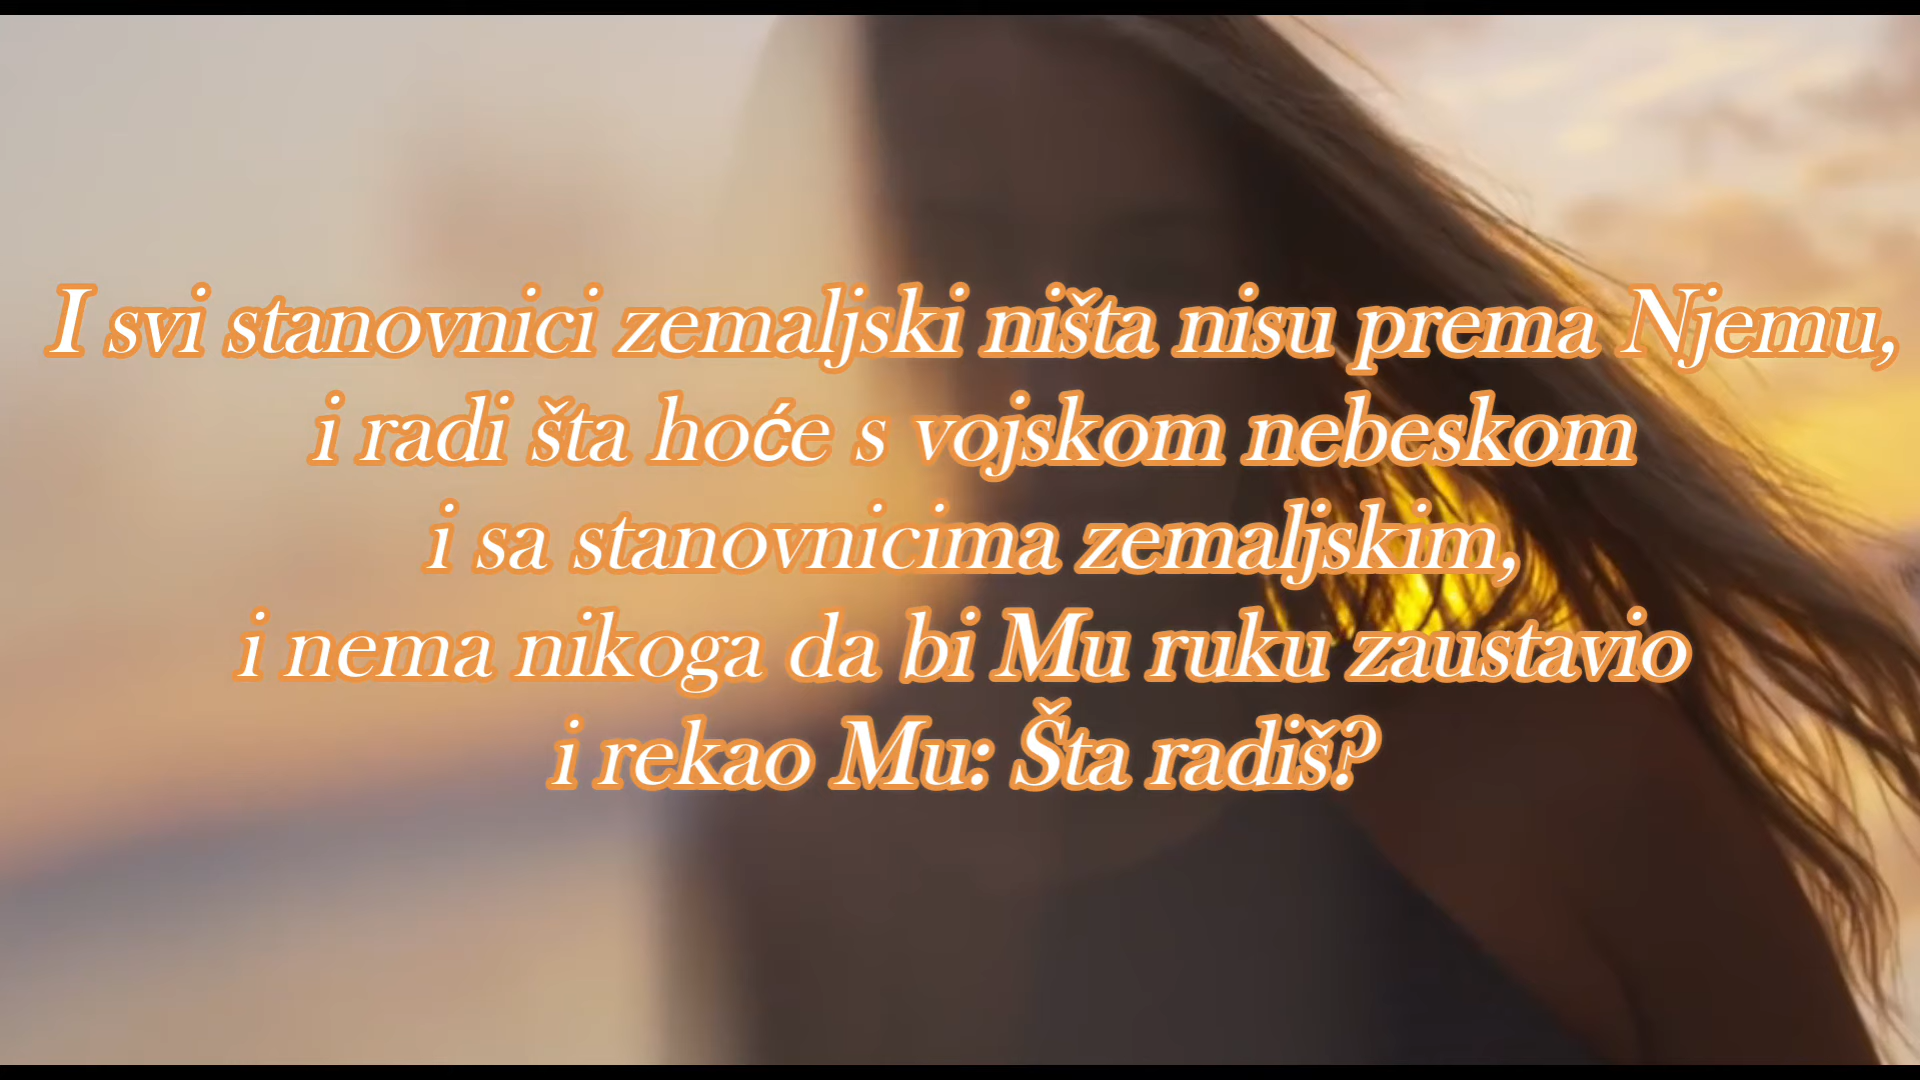 I svi stanovnici zemaljski ništa nisu prema Njemu,
i radi šta hoće s vojskom nebeskom
i sa stanovnicima zemaljskim,
i nema nikoga da bi Mu ruku zaustavio
i rekao Mu: Šta radiš?